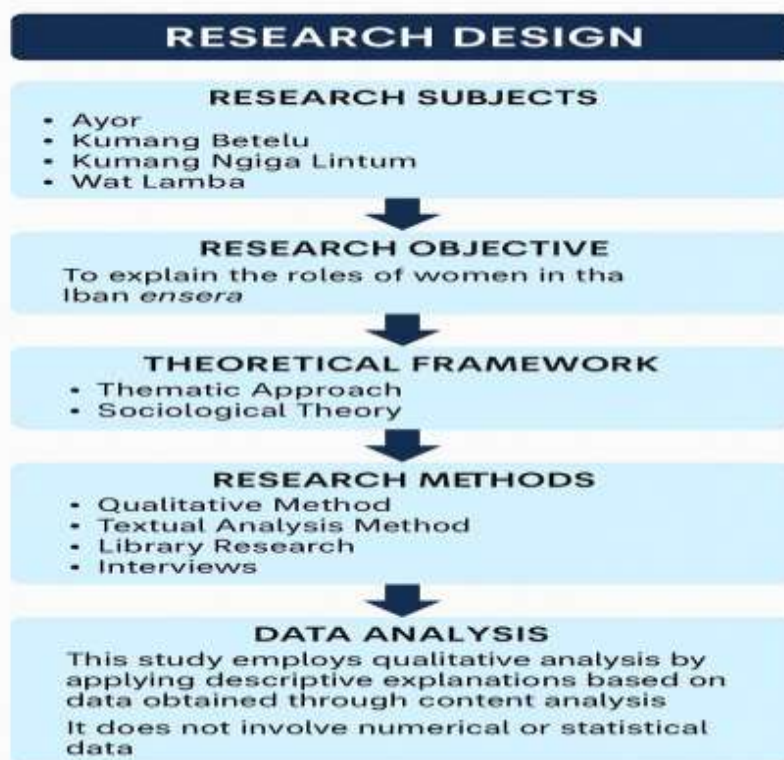 RESEARCH DESIGN
RESEARCH SUBJECTS
• Ayor
• Kumang Betelu
• Kumang Ngiga Lintum
• Wat Lamba
RESEARCH OBJECTIVE
To explain the roles of women in tha
Iban ensera
THEORETICAL FRAMEWORK
• Thematic Approach
• Sociological Theory
RESEARCH METHODS
• Qualitative Method
• Textual Analysis Method
• Library Research
• Interviews
DATA ANALYSIS
This study employs qualitative analysis by
applying descriptive explanations based on
data obtained through content analysis
It does not involve numerical or statistical
data